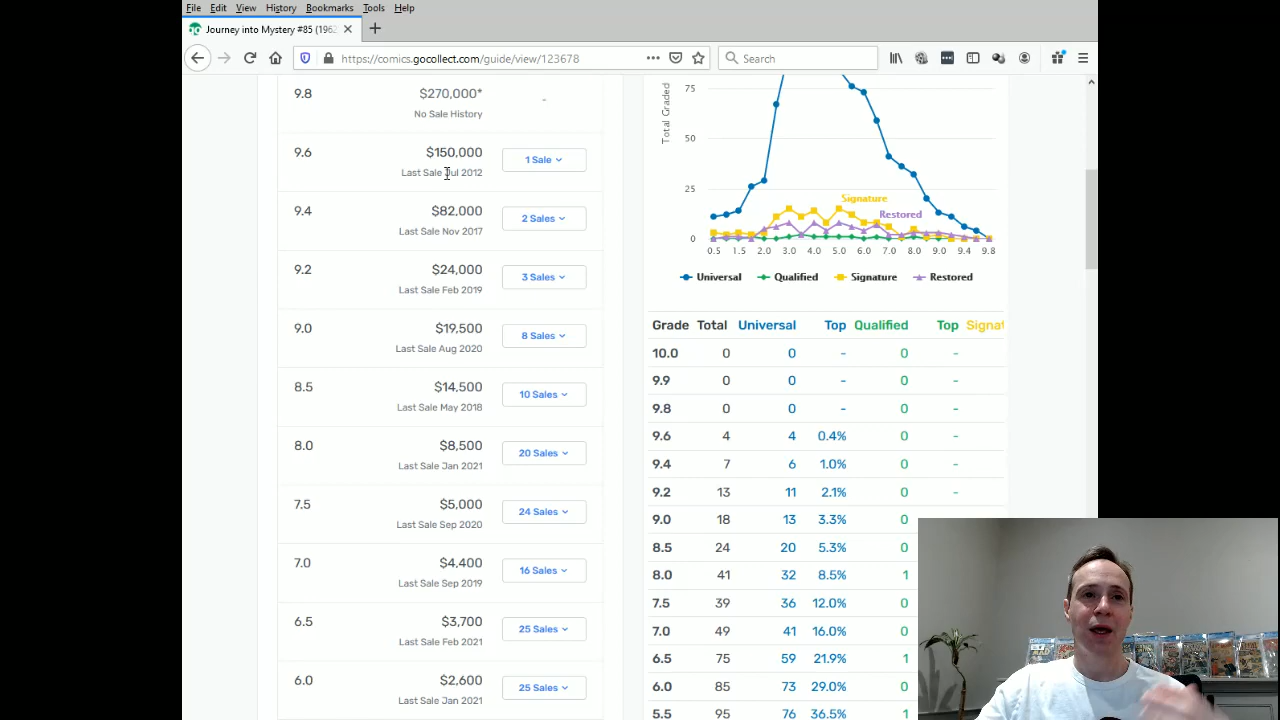 File Edit View History Bookmarks Tools Help
Journey into Mystery #85 (1962
https://comics.gocollect.com/guide/view/123678
Search
9.8 $270,000* -
No Sale History
9.6 $150,000 1 Sale
Last Sale Jul 2012
9.4 $82,000 2 Sales
Last Sale Nov 2017
9.2 $24,000 3 Sales
Last Sale Feb 2019
9.0 $19,500 8 Sales
Last Sale Aug 2020
8.5 $14,500 10 Sales
Last Sale May 2018
8.0 $8,500 20 Sales
Last Sale Jan 2021
7.5 $5,000 24 Sales
Last Sale Sep 2020
7.0 $4,400 16 Sales
Last Sale Sep 2019
6.5 $3,700 25 Sales
Last Sale Feb 2021
6.0 $2,600 25 Sales
Last Sale Jan 2021
Total Graded
75
50
25
0
Signature
Restored
0.5 1.5 2.0 3.0 4.0 5.0 6.0 7.0 8.0 9.0 9.4 9.8
Universal Qualified Signature Restored
Grade Total Universal Top Qualified Top Signat
10.0 0 0 - 0 -
9.9 0 0 - 0 -
9.8 0 0 - 0 -
9.6 4 4 0.4% 0 -
9.4 7 6 1.0% 0 -
9.2 13 11 2.1% 0 -
9.0 18 13 3.3% 0
8.5 24 20 5.3% 0
8.0 41 32 8.5% 1
7.5 39 36 12.0% 0
7.0 49 41 16.0% 0
6.5 75 59 21.9% 1
6.0 85 73 29.0% 0
5.5 95 76 36.5% 1